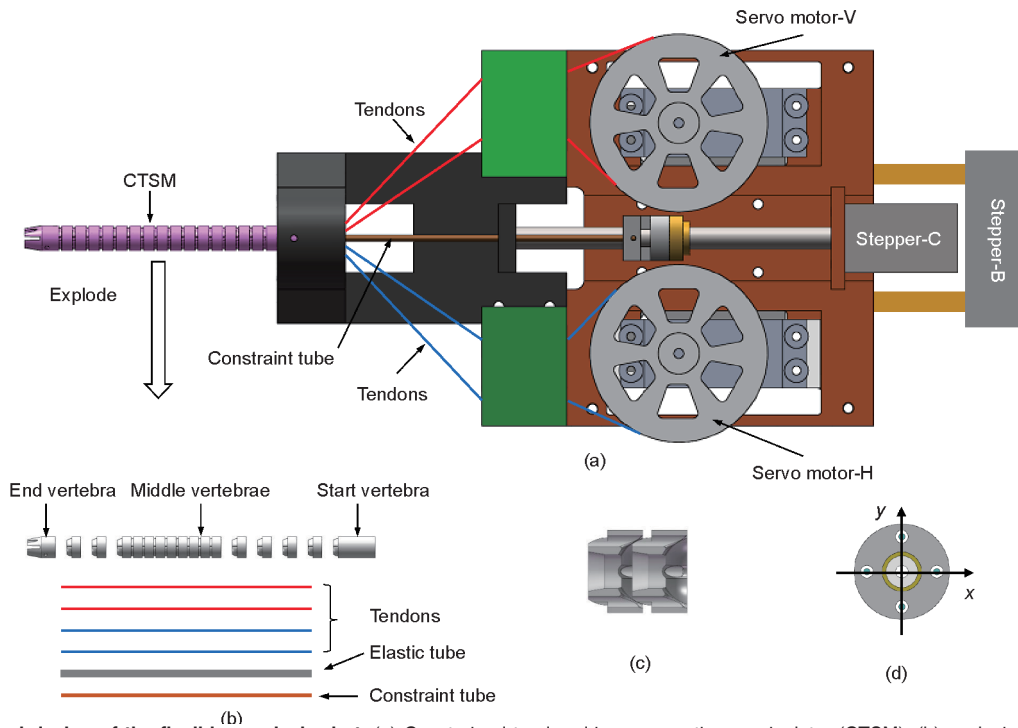 Servo motor-V
Tendons
CTSM
Stepper-C
Stepper-B
Explode
Constraint tube
Tendons
(a)
Servo motor-H
End vertebra
Middle vertebrae
Start vertebra
y
x
Tendons
Elastic tube
Constraint tube
(b)
(c)
(d)